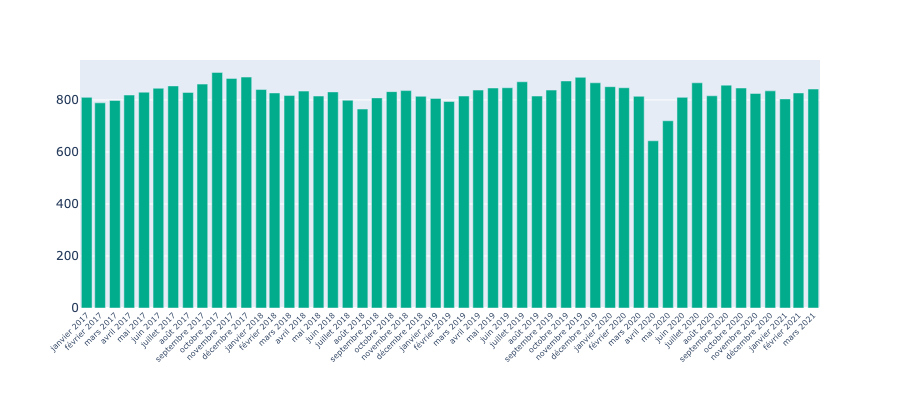 800
600
400
200
0
janvier 2017
février 2017
mars 2017
avril 2017
mai 2017
juin 2017
juillet 2017
août 2017
septembre 2017
octobre 2017
novembre 2017
décembre 2017
janvier 2018
février 2018
mars 2018
avril 2018
mai 2018
juin 2018
juillet 2018
août 2018
septembre 2018
octobre 2018
novembre 2018
décembre 2018
janvier 2019
février 2019
mars 2019
avril 2019
mai 2019
juin 2019
juillet 2019
août 2019
septembre 2019
octobre 2019
novembre 2019
décembre 2019
janvier 2020
février 2020
mars 2020
avril 2020
mai 2020
juin 2020
juillet 2020
août 2020
septembre 2020
octobre 2020
novembre 2020
décembre 2020
janvier 2021
février 2021
mars 2021